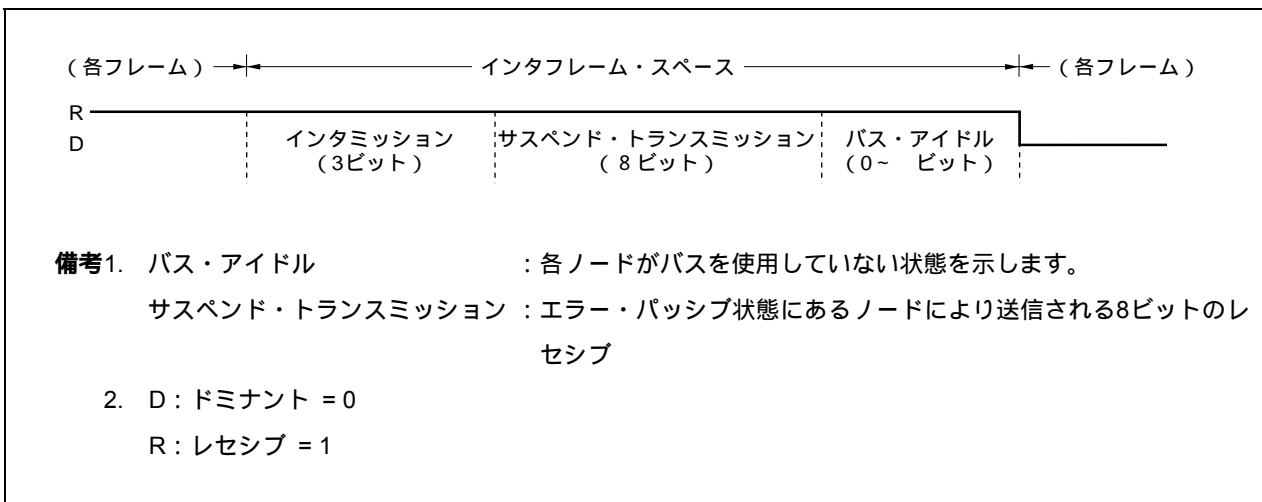 （各フレーム） インタフレーム・スペース （各フレーム）
R
D
インタミッション サスペンド・トランスミッション バス・アイドル
（3ビット） （8ビット） （0～ ビット）
備考1. バス・アイドル ：各ノードがバスを使用していない状態を示します。
サスペンド・トランスミッション ：エラー・パッシブ状態にあるノードにより送信される8ビットのレ
セシブ
2. D：ドミナント = 0
R：レセシブ = 1